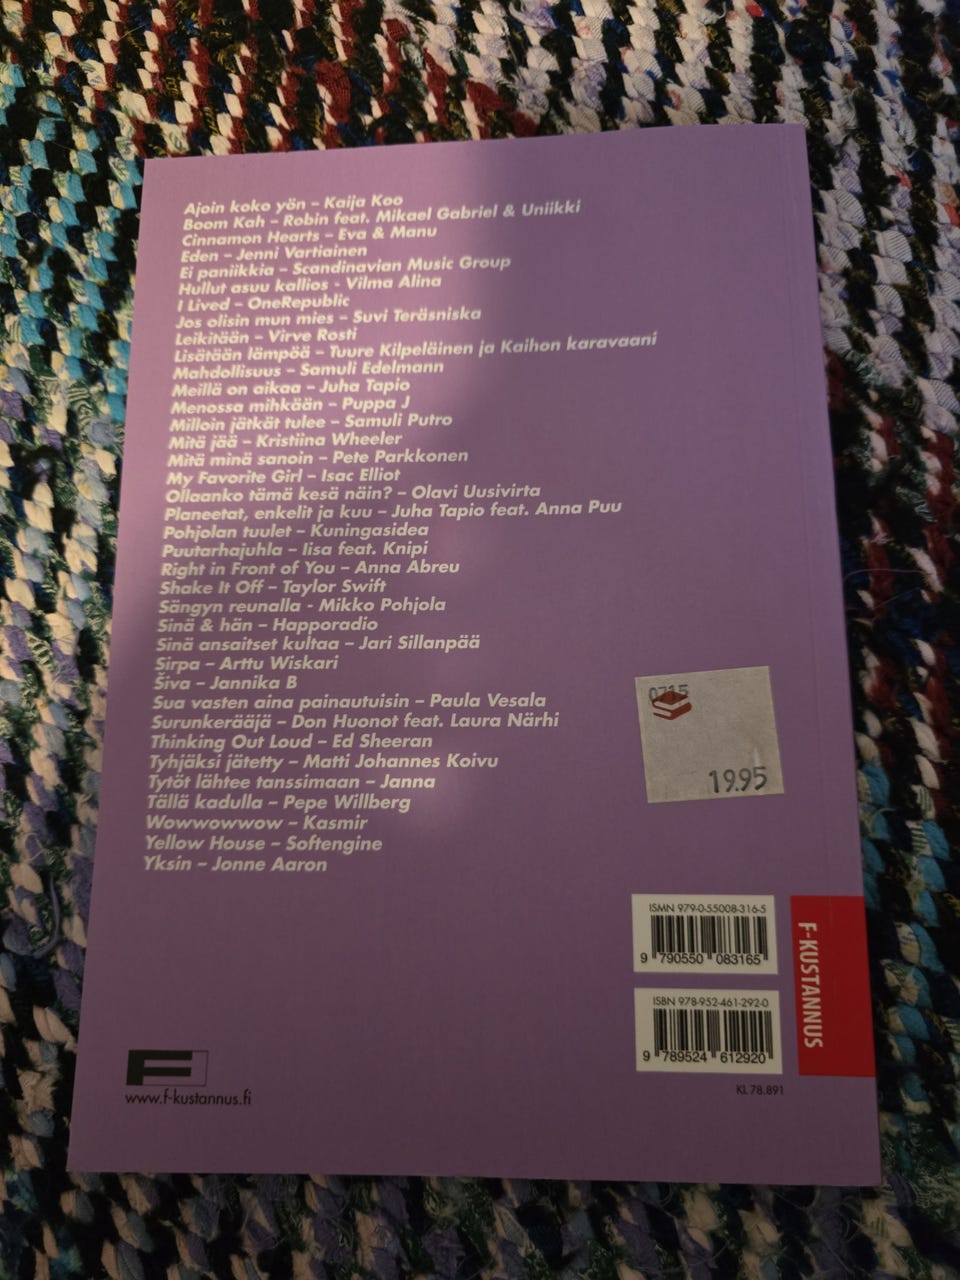 Ajoin koko yön – Kaija Koo
Boom Kah – Robin feat. Mikael Gabriel & Uniikki
Cinnamon Hearts – Eva & Manu
Eden – Jenni Vartiainen
Ei paniikkia – Scandinavian Music Group
Hullut asuu kallios - Vilma Alina
I Lived – OneRepublic
Jos olisin mun mies – Suvi Teräsniska
Leikitään – Virve Rosti
Lisätään lämpöä – Tuure Kilpeläinen ja Kaihon karavaani
Mahdollisuus – Samuli Edelmann
Meillä on aikaa – Juha Tapio
Menossa mihkään – Puppa J
Milloin jätkät tulee – Samuli Putro
Mitä jää – Kristiina Wheeler
Mitä minä sanoin – Pete Parkkonen
My Favorite Girl – Isac Elliot
Ollaanko tämä kesä näin? – Olavi Uusivirta
Planeetat, enkelit ja kuu – Juha Tapio feat. Anna Puu
Pohjolan tuulet – Kuningasidea
Puutarhajuhla – Iisa feat. Knipi
Right in Front of You – Anna Abreu
Shake It Off – Taylor Swift
Sängyn reunalla - Mikko Pohjola
Sinä & hän – Happoradio
Sinä ansaitset kultaa – Jari Sillanpää
Sirpa – Arttu Wiskari
Šiva – Jannika B
Sua vasten aina painautuisin – Paula Vesala
Surunkerääjä – Don Huonot feat. Laura Närhi
Thinking Out Loud – Ed Sheeran
Tyhjäksi jätetty – Matti Johannes Koivu
Tytöt lähtee tanssimaan – Janna
Tällä kadulla – Pepe Willberg
Wowwowwow – Kasmir
Yellow House – Softengine
Yksin – Jonne Aaron
0715
19.95
ISMN 979-0-55008-316-5
9 790550 083165
ISBN 978-952-461-292-0
9 789524 612920
KL 78.891
F-KUSTANNUS
F
www.f-kustannus.fi